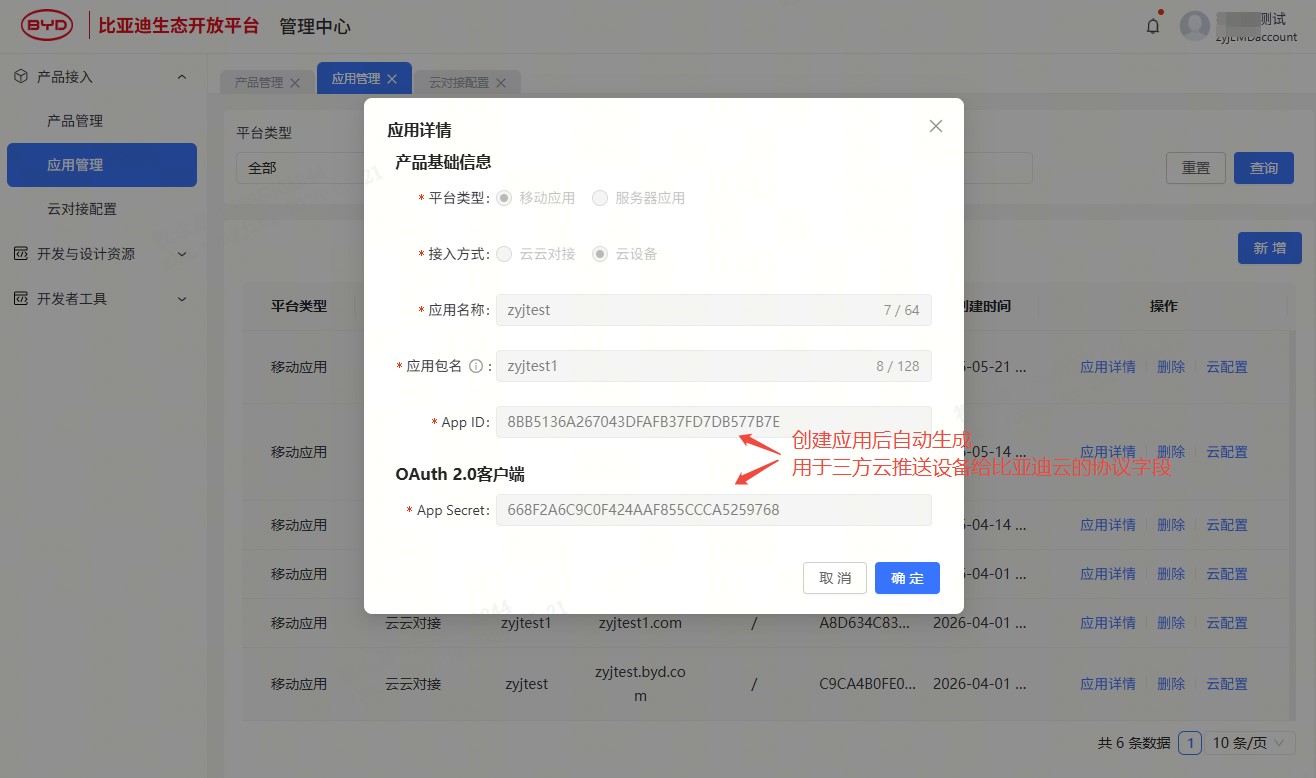 BYD 比亚迪生态开放平台 管理中心
测试
zyjEMDaccount
产品接入
产品管理
应用管理
云对接配置
开发与设计资源
开发者工具
产品管理 应用管理 云对接配置
平台类型
全部
重置 查询
新 增
平台类型 创建时间 操作
移动应用 -05-21 ... 应用详情 删除 云配置
移动应用 -05-14 ... 应用详情 删除 云配置
移动应用 -04-14 ... 应用详情 删除 云配置
移动应用 -04-01 ... 应用详情 删除 云配置
移动应用 云云对接 zyjtest1 zyjtest1.com / A8D634C83... 2026-04-01 ... 应用详情 删除 云配置
移动应用 云云对接 zyjtest zyjtest.byd.co
m / C9CA4B0FE0... 2026-04-01 ... 应用详情 删除 云配置
共 6 条数据 1 10 条/页
应用详情
产品基础信息
* 平台类型: 移动应用 服务器应用
* 接入方式: 云云对接 云设备
* 应用名称: zyjtest 7 / 64
* 应用包名 : zyjtest1 8 / 128
* App ID: 8BB5136A267043DFAFB37FD7DB577B7E
创建应用后自动生成
用于三方云推送设备给比亚迪云的协议字段
OAuth 2.0客户端
* App Secret: 668F2A6C9C0F424AAF855CCCA5259768
取 消 确 定